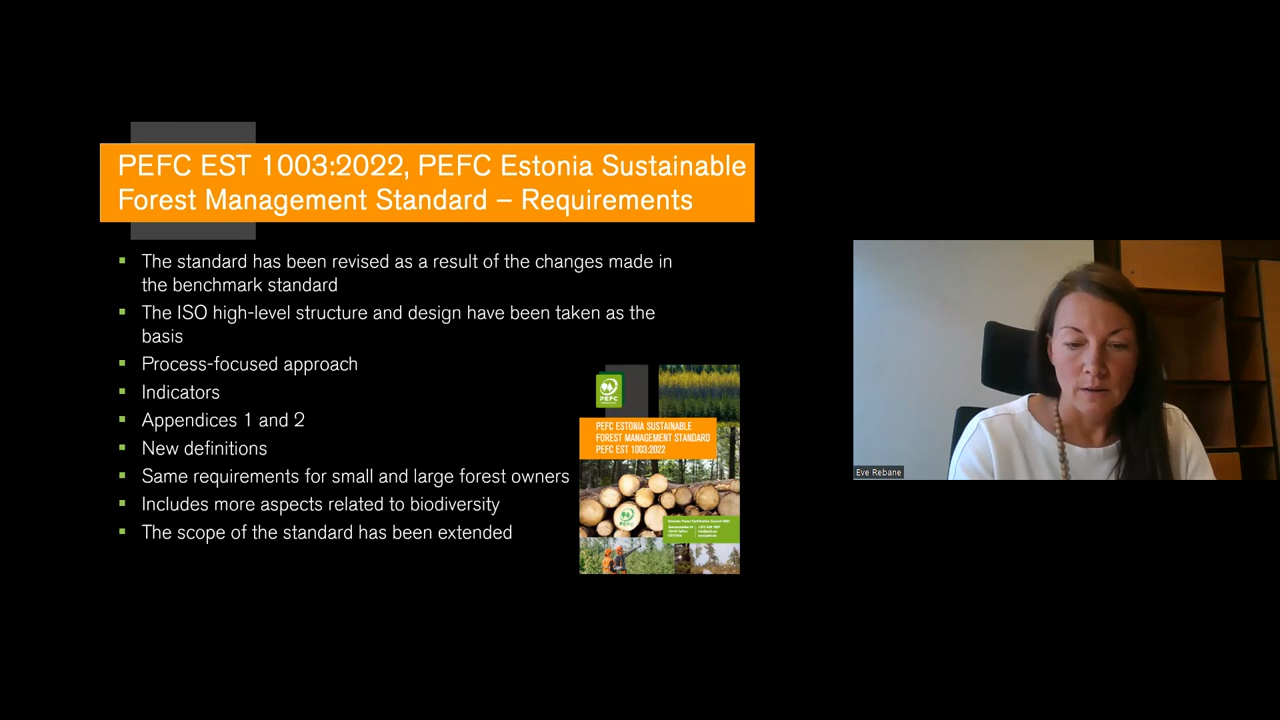 PEFC EST 1003:2022, PEFC Estonia Sustainable
Forest Management Standard – Requirements
▪ The standard has been revised as a result of the changes made in
the benchmark standard
▪ The ISO high-level structure and design have been taken as the
basis
▪ Process-focused approach
▪ Indicators
▪ Appendices 1 and 2
▪ New definitions
▪ Same requirements for small and large forest owners
▪ Includes more aspects related to biodiversity
▪ The scope of the standard has been extended
PEFC
PEFC ESTONIA SUSTAINABLE
FOREST MANAGEMENT STANDARD
PEFC EST 1003:2022
PEFC
Eve Rebane